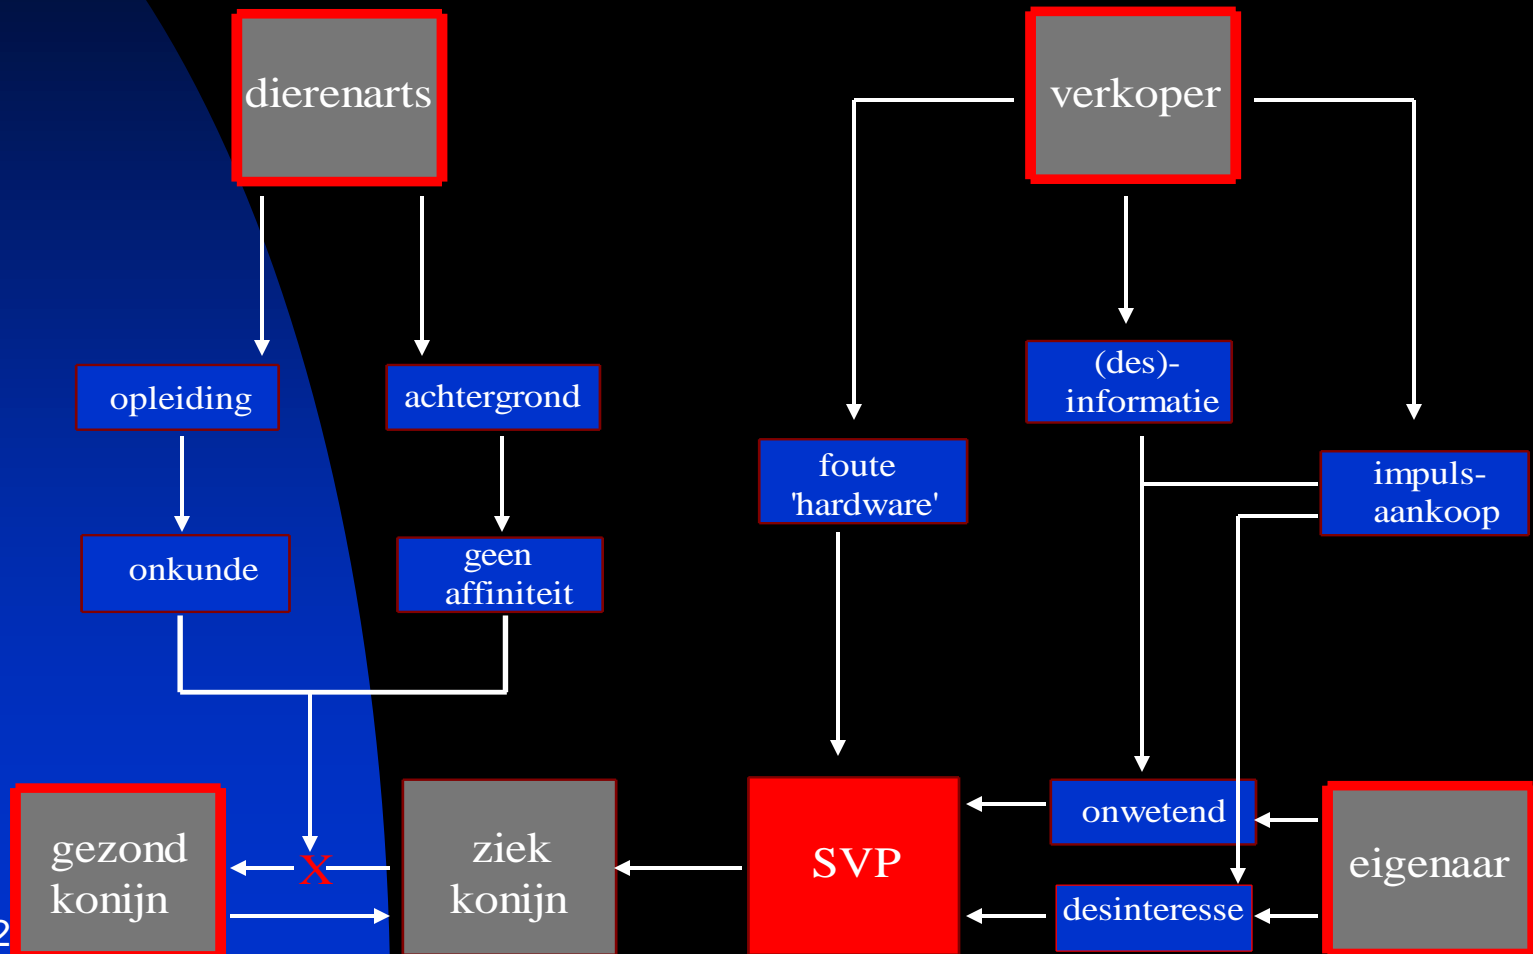 dierenarts
verkoper
opleiding
achtergrond
(des)-
informatie
foute
'hardware'
impuls-
aankoop
onkunde
geen
affiniteit
gezond
konijn
X
ziek
konijn
SVP
onwetend
desinteresse
eigenaar
2